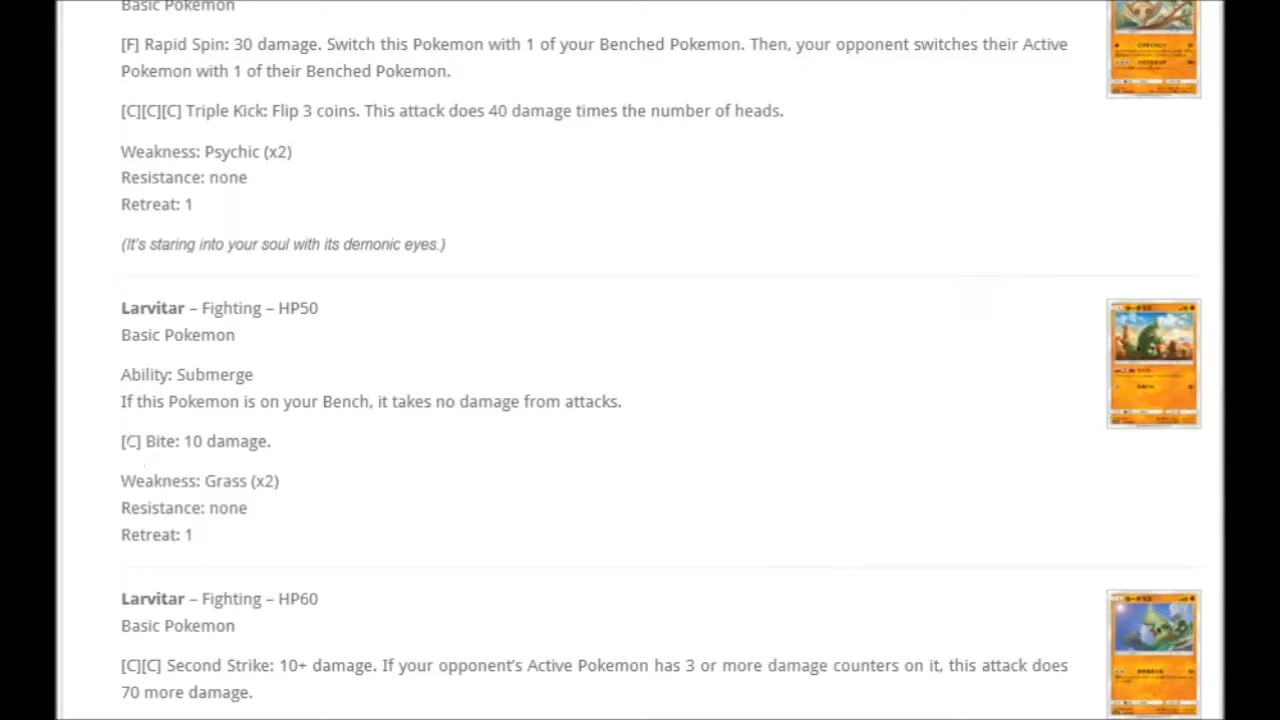 Basic Pokemon
[F] Rapid Spin: 30 damage. Switch this Pokemon with 1 of your Benched Pokemon. Then, your opponent switches their Active
Pokemon with 1 of their Benched Pokemon.
[C][C][C] Triple Kick: Flip 3 coins. This attack does 40 damage times the number of heads.
Weakness: Psychic (x2)
Resistance: none
Retreat: 1
(It's staring into your soul with its demonic eyes.)
Larvitar – Fighting – HP50
Basic Pokemon
Ability: Submerge
If this Pokemon is on your Bench, it takes no damage from attacks.
[C] Bite: 10 damage.
Weakness: Grass (x2)
Resistance: none
Retreat: 1
Larvitar – Fighting – HP60
Basic Pokemon
[C][C] Second Strike: 10+ damage. If your opponent's Active Pokemon has 3 or more damage counters on it, this attack does
70 more damage.